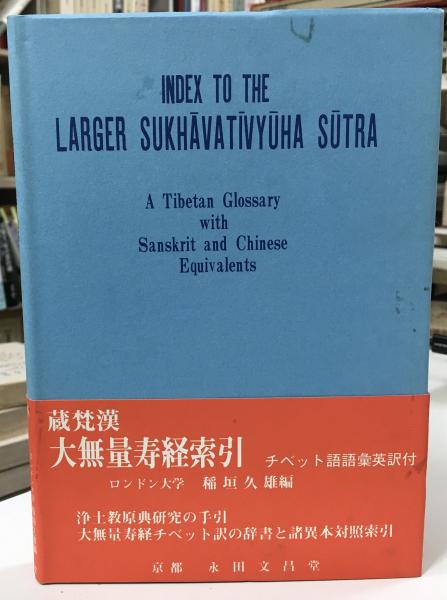 INDEX TO THE
LARGER SUKHĀVATĪVYŪHA SŪTRA
A Tibetan Glossary
with
Sanskrit and Chinese
Equivalents
蔵梵漢
大無量寿経索引 チベット語語彙英訳付
ロンドン大学 稲垣久雄編
浄土教原典研究の手引
大無量寿経チベット訳の辞書と諸異本対照索引
京都 永田文昌堂